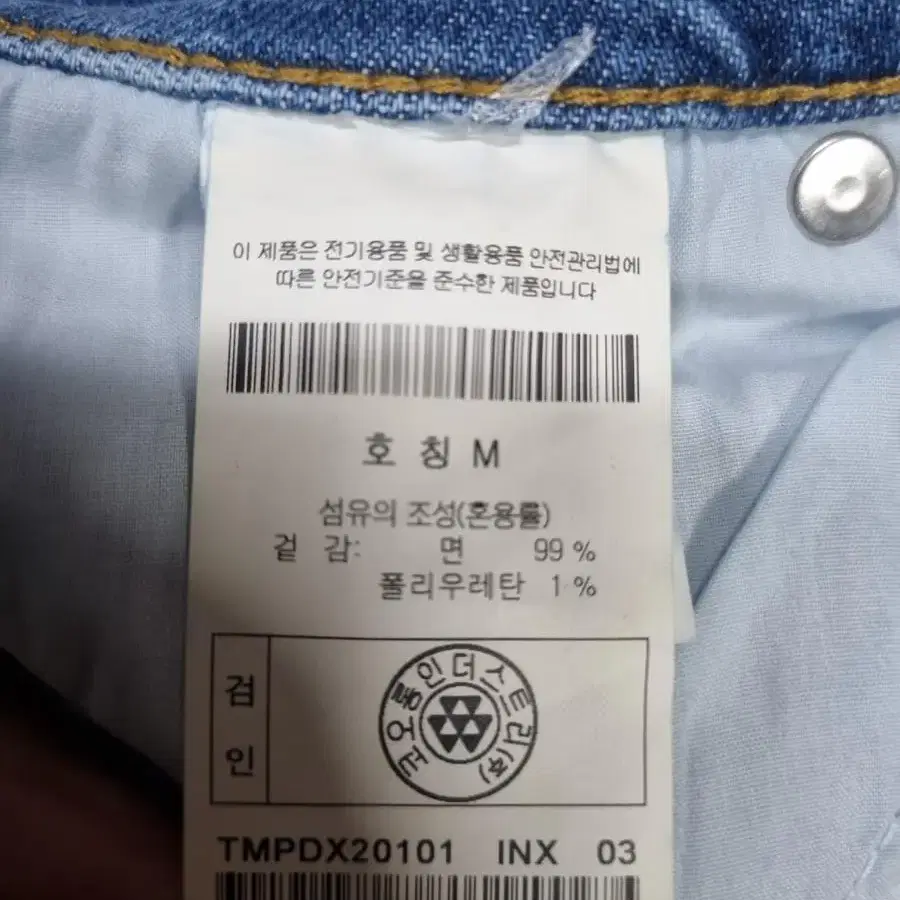 이 제품은 전기용품 및 생활용품 안전관리법에
따른 안전기준을 준수한 제품입니다
호 칭 M
섬유의 조성(혼용률)
겉 감: 면 99 %
폴리우레탄 1 %
검인
코오롱인더스트리(주)
TMPDX20101 INX 03